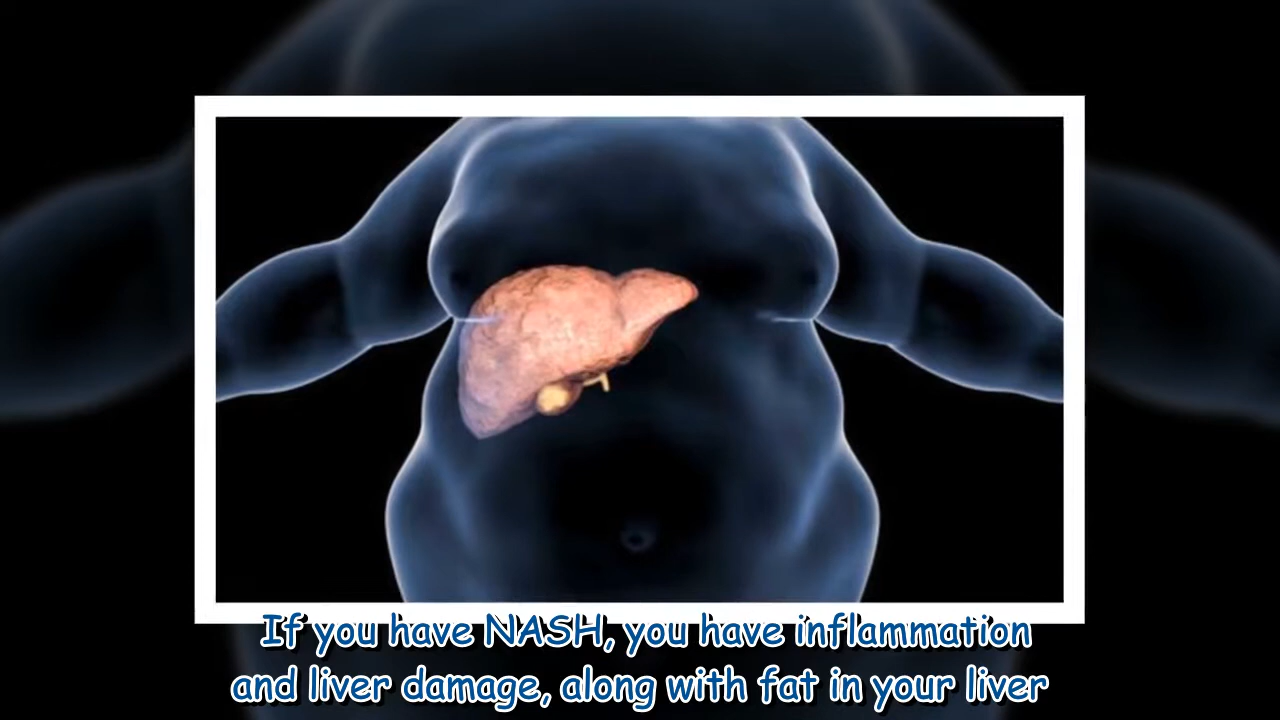 If you have NASH, you have inflammation
and liver damage, along with fat in your liver